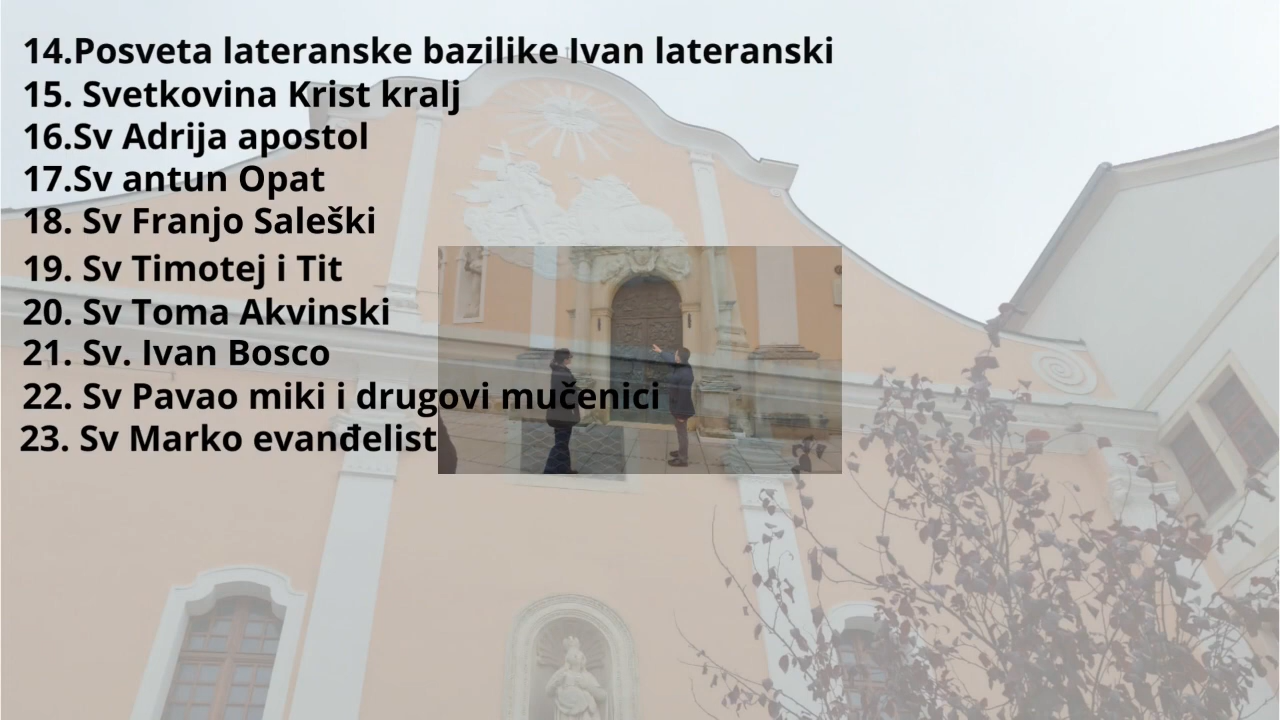 14.Posveta lateranske bazilike Ivan lateranski
15. Svetkovina Krist kralj
16.Sv Adrija apostol
17.Sv antun Opat
18. Sv Franjo Saleški
19. Sv Timotej i Tit
20. Sv Toma Akvinski
21. Sv. Ivan Bosco
22. Sv Pavao miki i drugovi mučenici
23. Sv Marko evanđelist